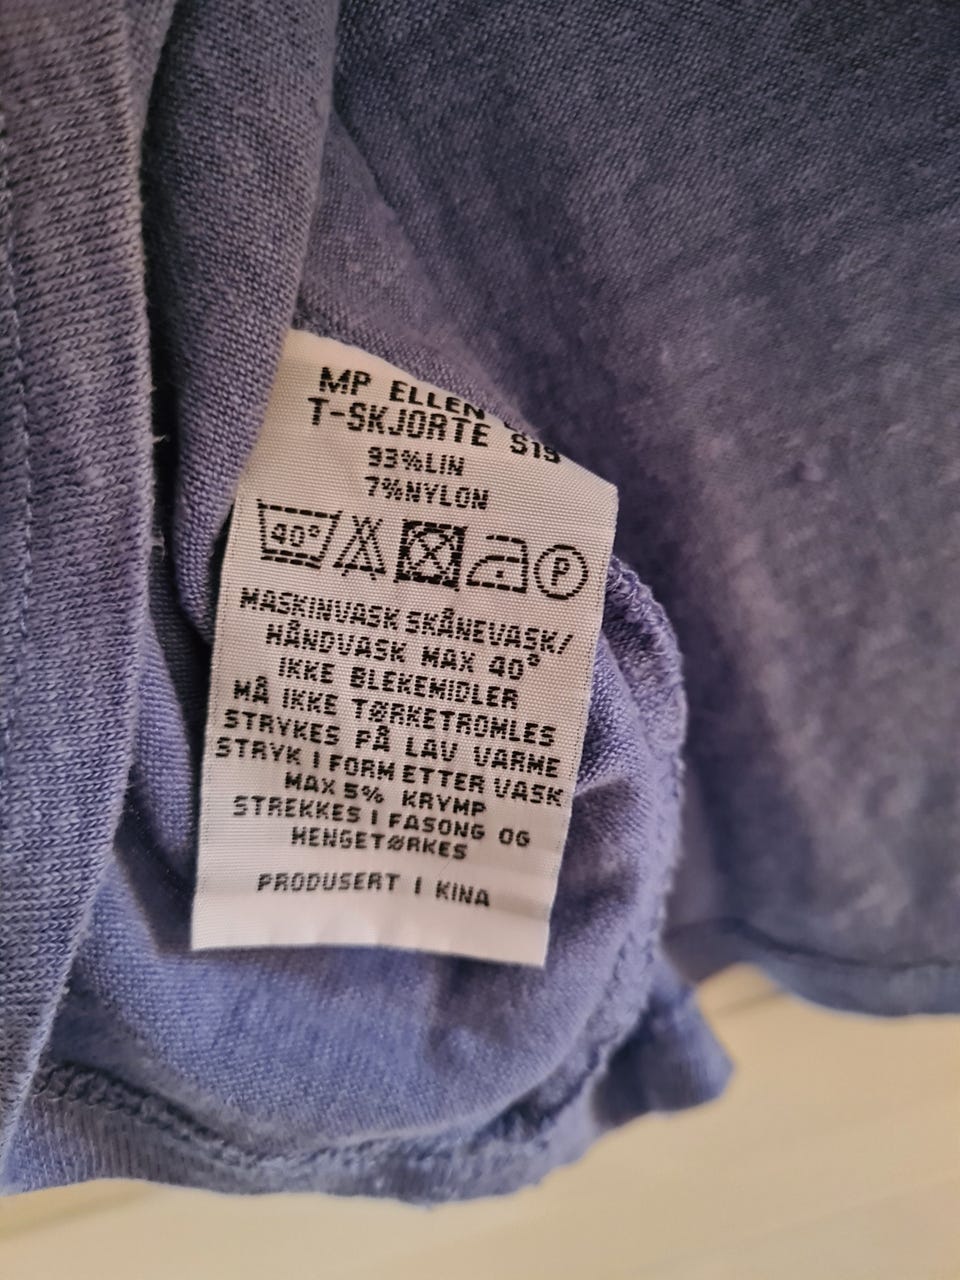 MP ELLEN
T-SKJORTE S19
93%LIN
7%NYLON
40° P
MASKINVASK SKÅNEVASK/
HÅNDVASK MAX 40°
IKKE BLEKEMIDLER
MÅ IKKE TØRKETROMLES
STRYKES PÅ LAV VARME
STRYK I FORM ETTER VASK
MAX 5% KRYMP
STREKKES I FASONG OG
HENGETØRKES
PRODUSERT I KINA